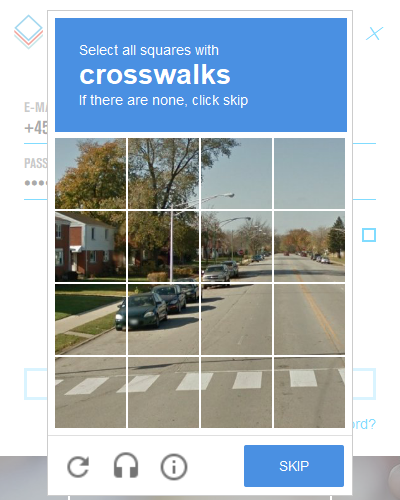 Select all squares with
crosswalks
If there are none, click skip
E-MA
+45
PASS
ord?
SKIP